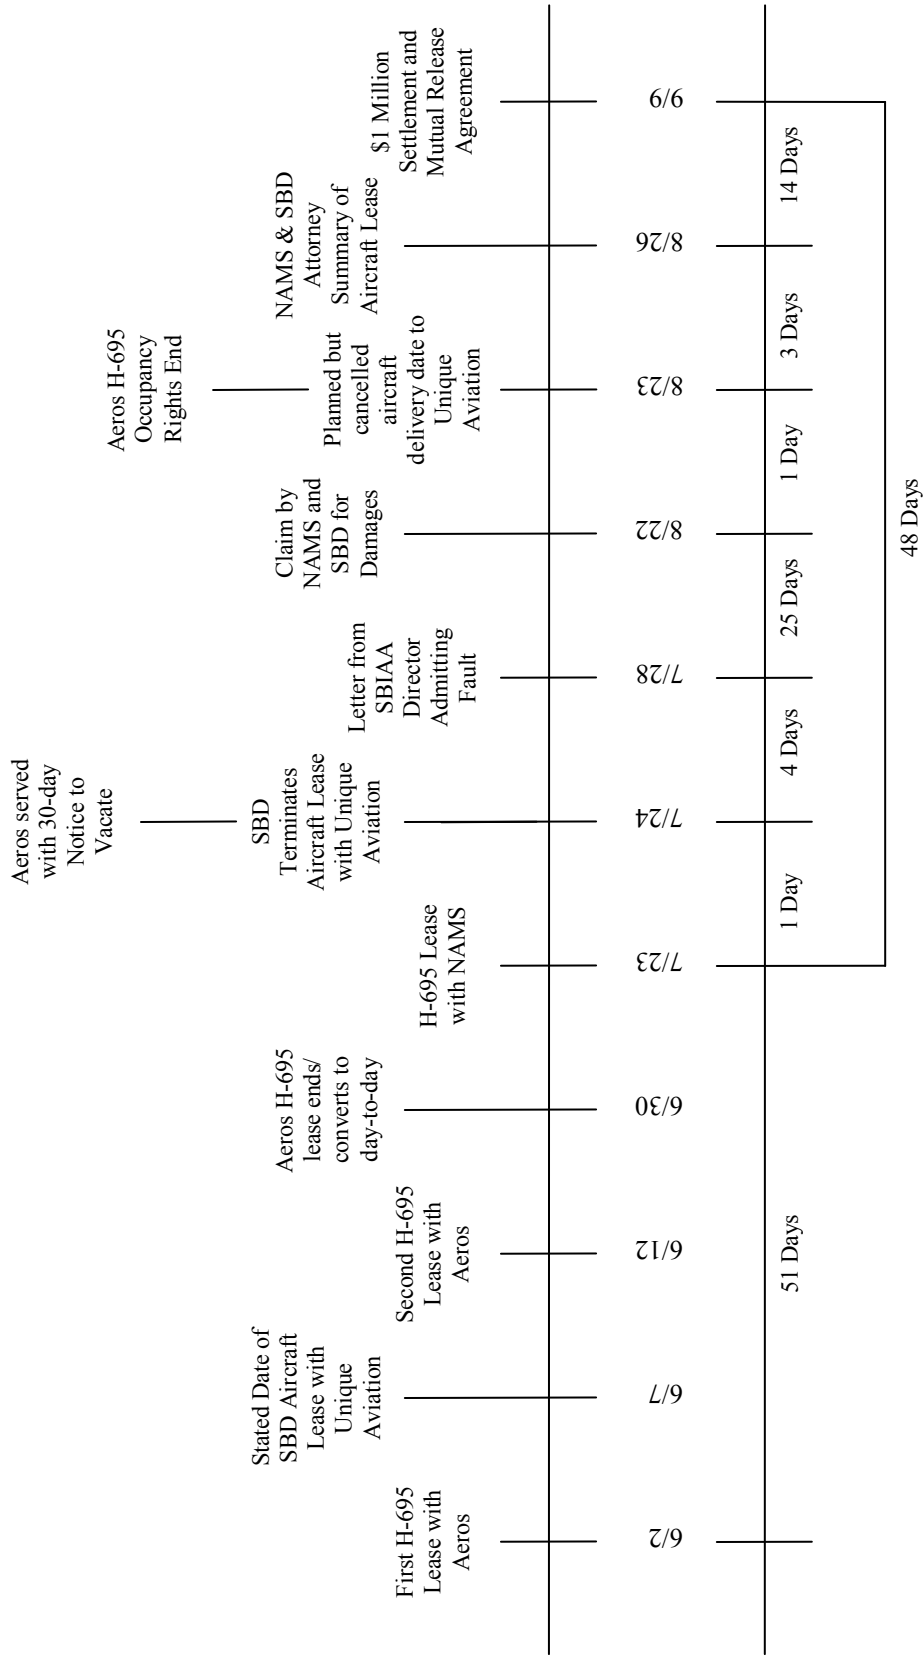 First H-695
Lease with
Aeros
6/2
Stated Date of
SBD Aircraft
Lease with
Unique
Aviation
6/7
Second H-695
Lease with
Aeros
6/12
Aeros H-695
lease ends/
converts to
day-to-day
6/30
51 Days
H-695 Lease
with NAMS
7/23
1 Day
Aeros served
with 30-day
Notice to
Vacate
SBD
Terminates
Aircraft Lease
with Unique
Aviation
7/24
4 Days
Letter from
SBIAA
Director
Admitting
Fault
7/28
25 Days
Claim by
NAMS and
SBD for
Damages
8/22
1 Day
Aeros H-695
Occupancy
Rights End
Planned but
cancelled
aircraft
delivery date to
Unique
Aviation
8/23
3 Days
NAMS & SBD
Attorney
Summary of
Aircraft Lease
8/26
14 Days
$1 Million
Settlement and
Mutual Release
Agreement
9/9
48 Days